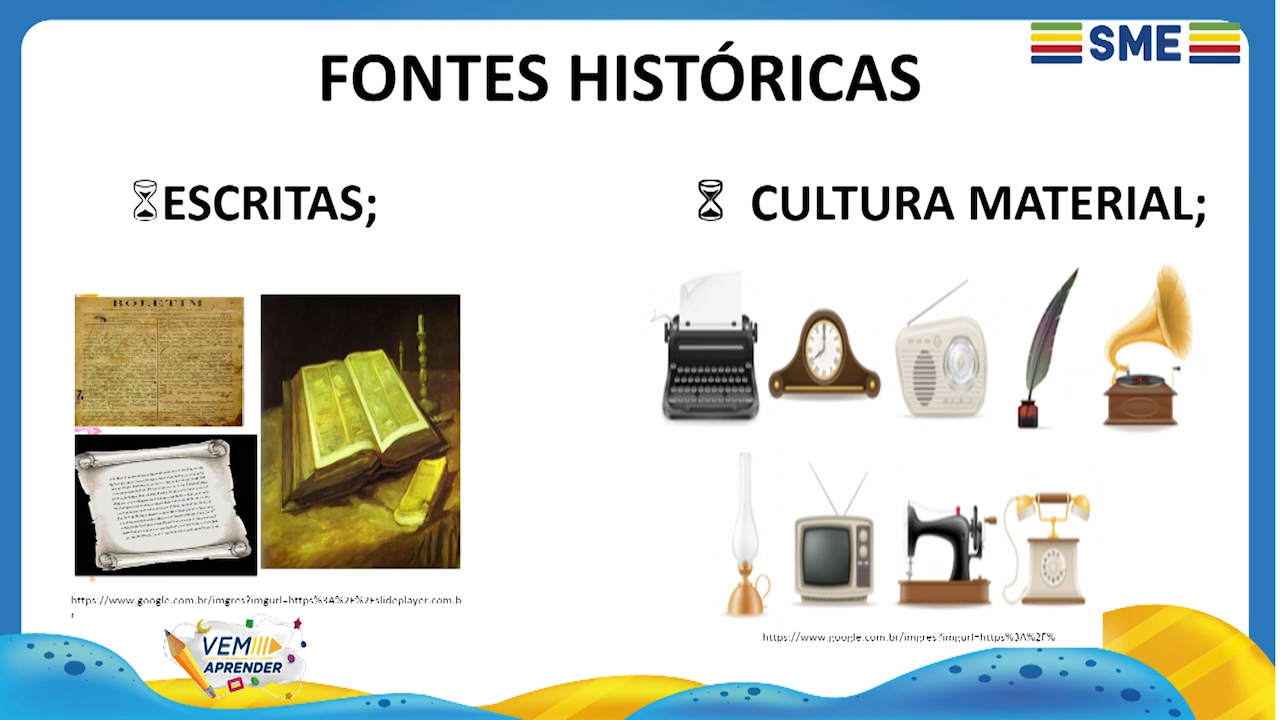 SME
FONTES HISTÓRICAS
ESCRITAS;
CULTURA MATERIAL;
BOLETIM
https://www.google.com.br/imgres?imgurl=https%3A%2F%2Fslideplayer.com.b
r
https://www.google.com.br/imgres?imgurl=https%3A%2F%
VEM
APRENDER